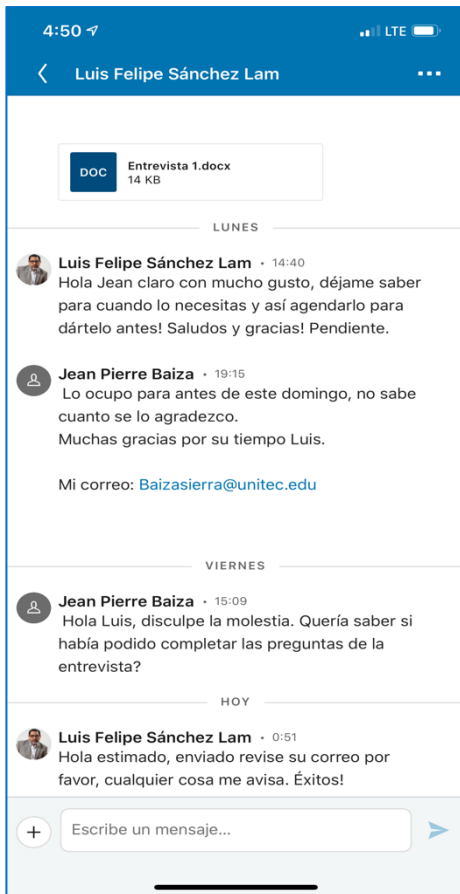 4:50
LTE
Luis Felipe Sánchez Lam
DOC
Entrevista 1.docx
14 KB
LUNES
Luis Felipe Sánchez Lam • 14:40
Hola Jean claro con mucho gusto, déjame saber
para cuando lo necesitas y así agendarlo para
dártelo antes! Saludos y gracias! Pendiente.
Jean Pierre Baiza • 19:15
Lo ocupo para antes de este domingo, no sabe
cuanto se lo agradezco.
Muchas gracias por su tiempo Luis.
Mi correo: Baizasierra@unitec.edu
VIERNES
Jean Pierre Baiza • 15:09
Hola Luis, disculpe la molestia. Quería saber si
había podido completar las preguntas de la
entrevista?
HOY
Luis Felipe Sánchez Lam • 0:51
Hola estimado, enviado revise su correo por
favor, cualquier cosa me avisa. Éxitos!
Escribe un mensaje...